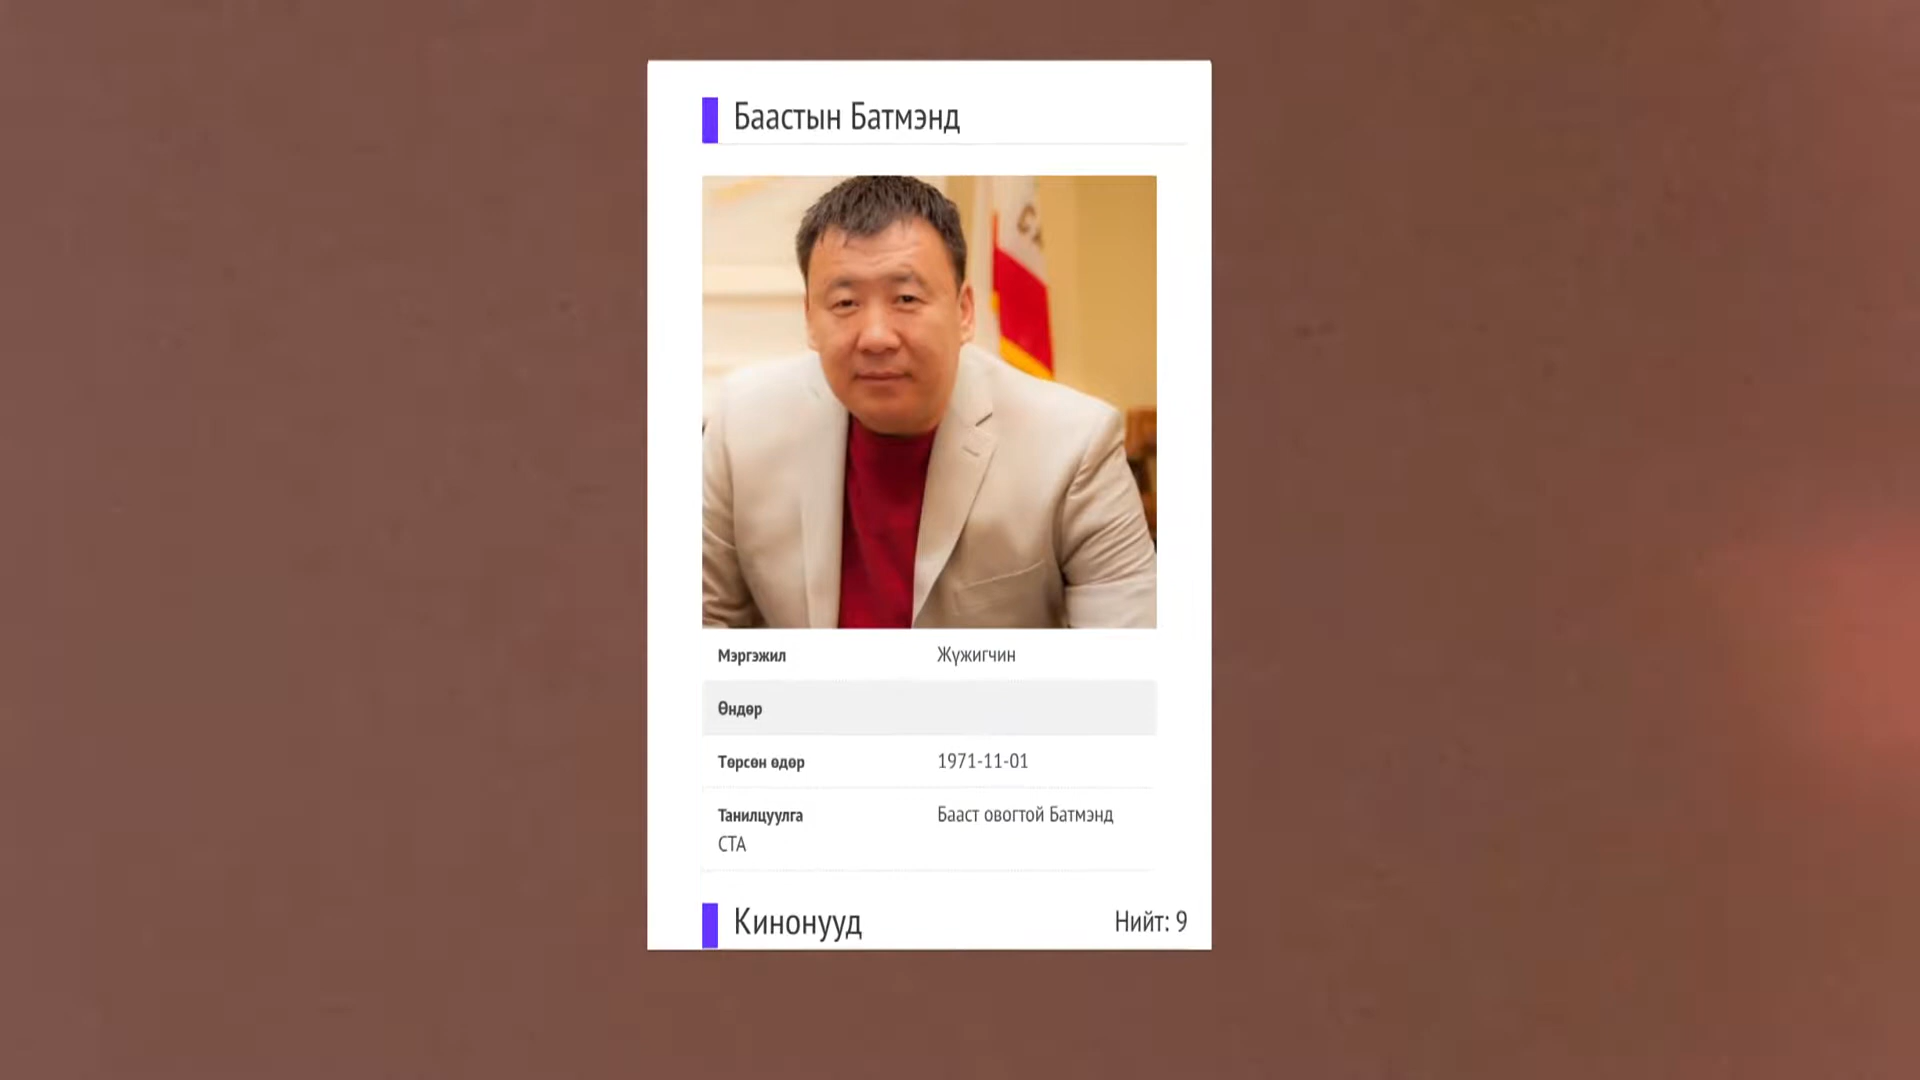 Баастын Батмэнд
Мэргэжил Жүжигчин
Өндөр
Төрсөн өдөр 1971-11-01
Танилцуулга Бааст овогтой Батмэнд
СТА
Кинонууд Нийт: 9